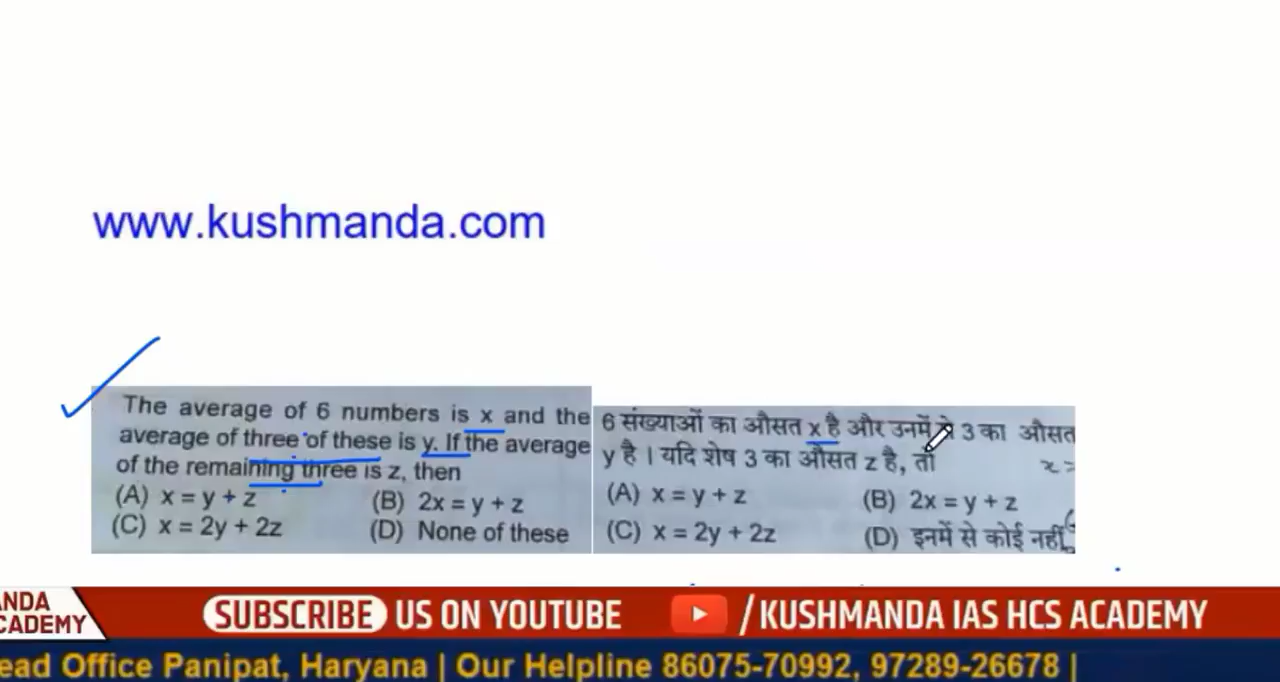 www.kushmanda.com
The average of 6 numbers is x and the
average of three of these is y. If the average
of the remaining three is z, then
(A) x = y + z
(B) 2x = y + z
(C) x = 2y + 2z
(D) None of these
6 संख्याओं का औसत x है और उनमें से 3 का औसत
y है । यदि शेष 3 का औसत z है, तो
x =
(A) x = y + z
(B) 2x = y + z
(C) x = 2y + 2z
(D) इनमें से कोई नहीं
ANDA
CADEMY
SUBSCRIBE US ON YOUTUBE
/KUSHMANDA IAS HCS ACADEMY
ead Office Panipat, Haryana | Our Helpline 86075-70992, 97289-26678 |